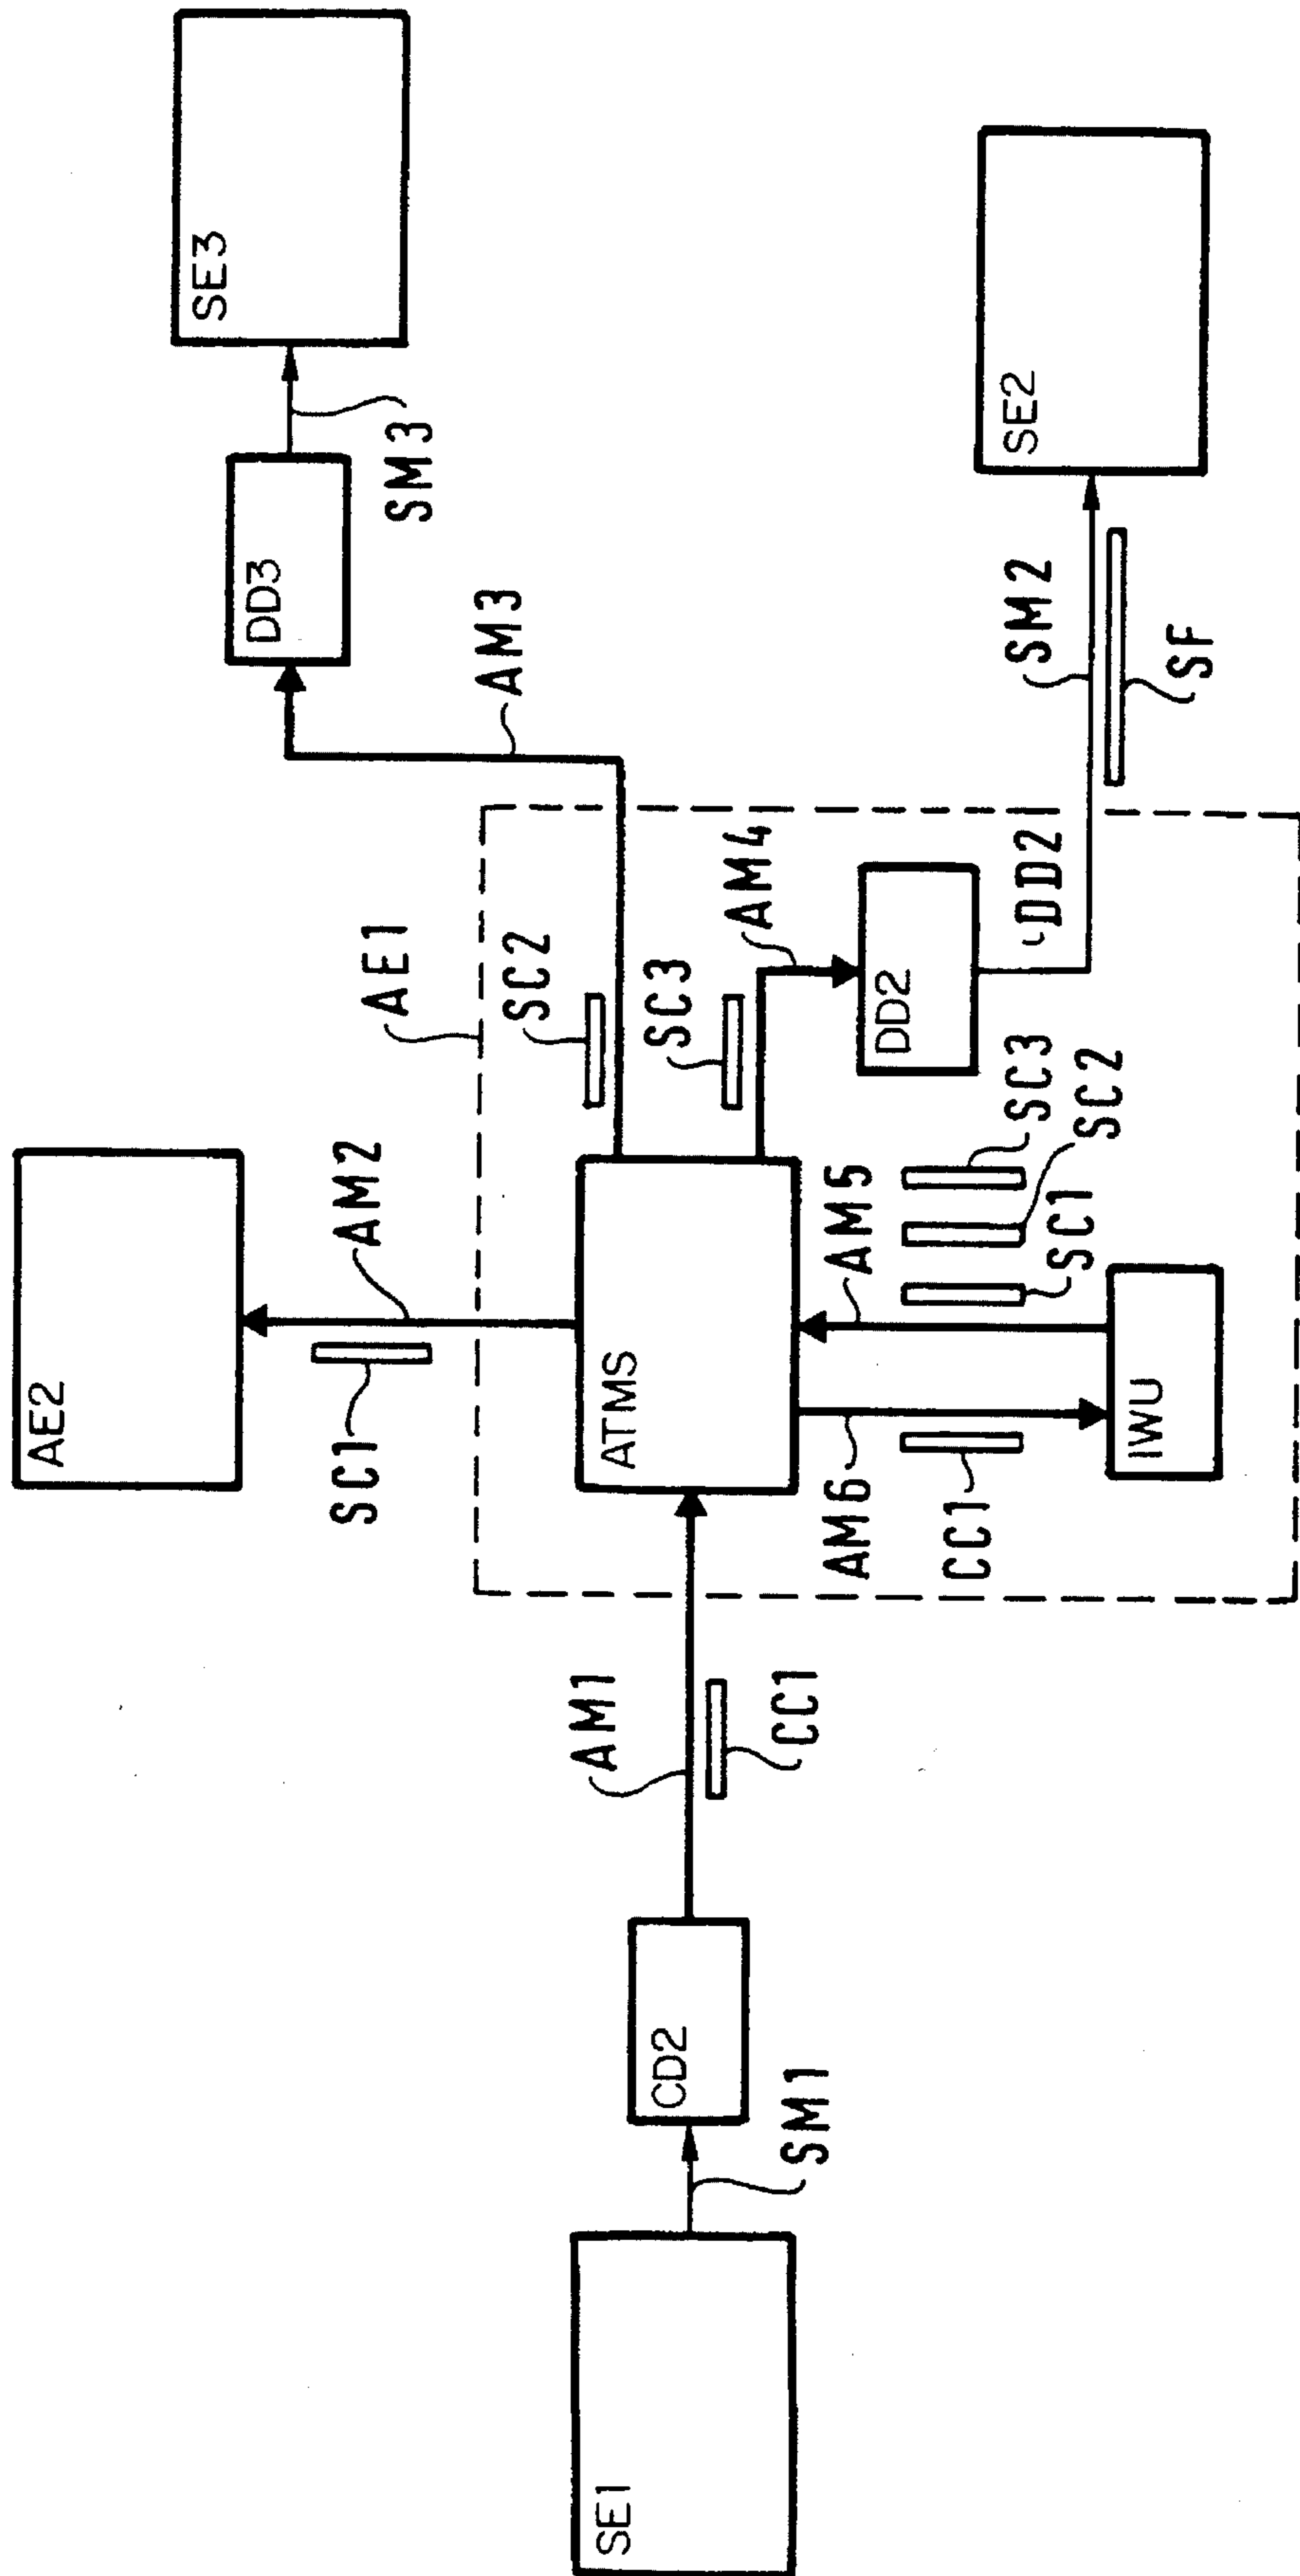 SE1
SM1
CD2
AM1
CC1
AE2
SC1
AM2
AE1
ATMS
SC2
SC3
AM4
AM3
DD3
SM3
SE3
AM6
CC1
IWU
AM5
SC1
SC2
SC3
DD2
DD2
SM2
SF
SE2